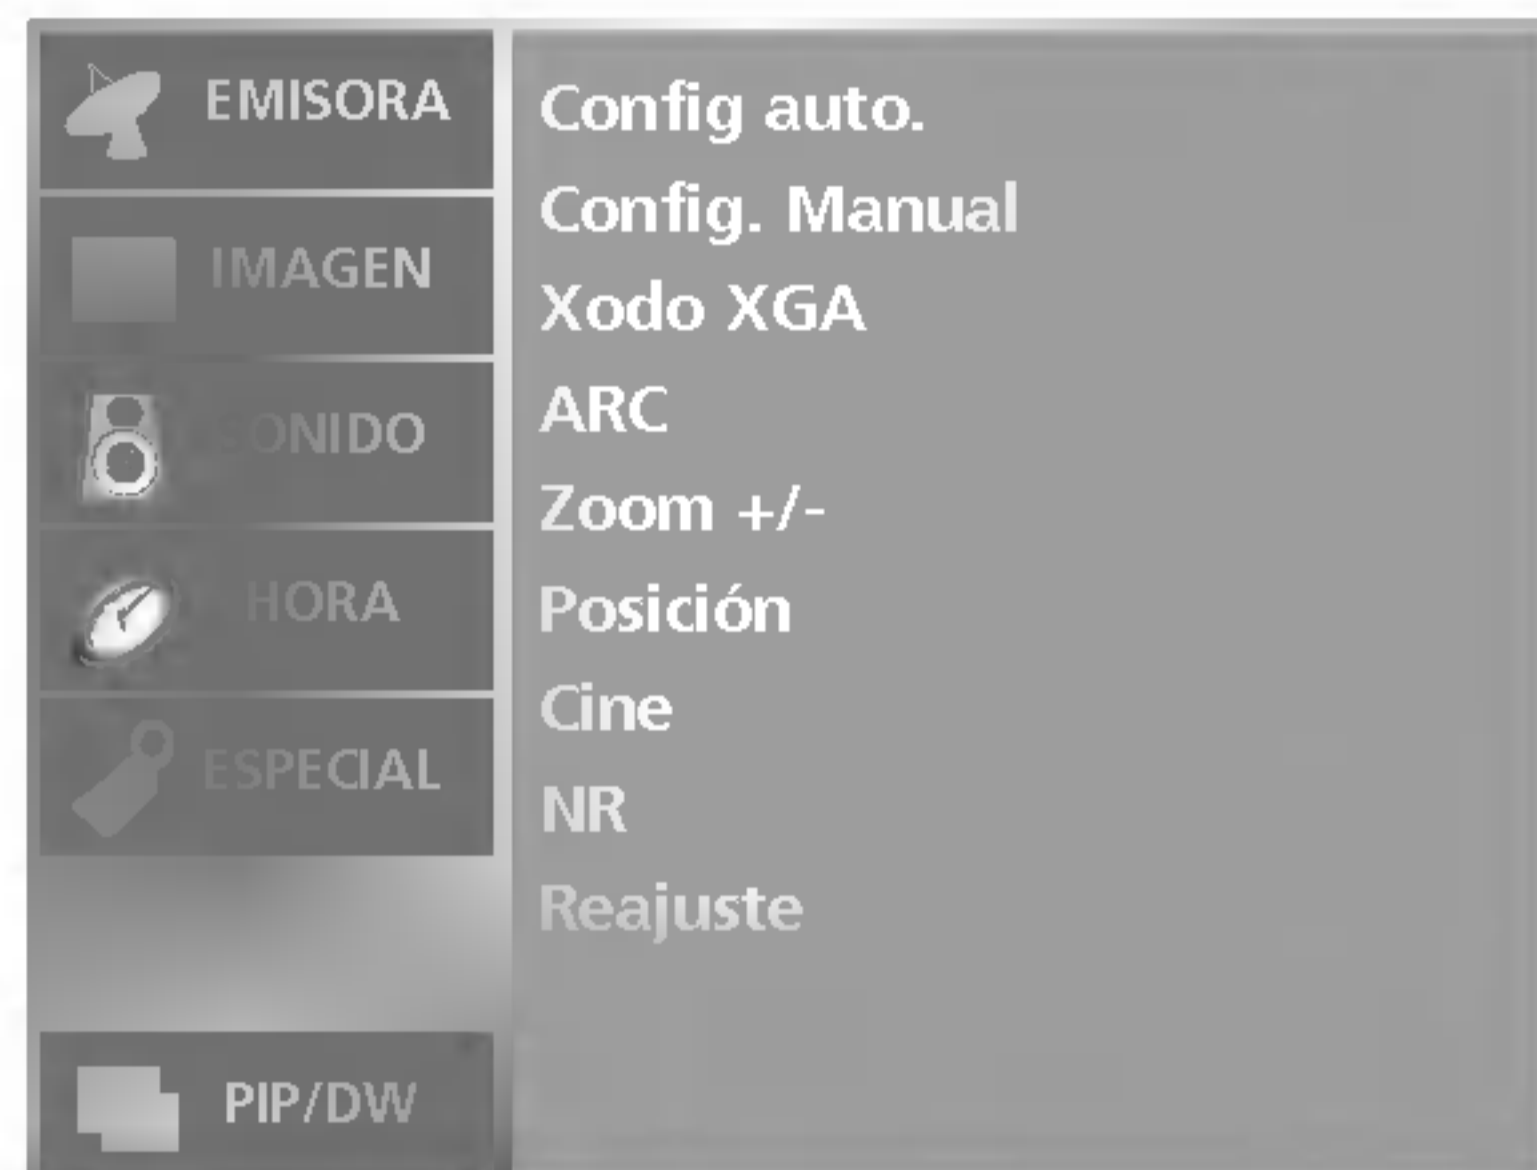 EMISORA
IMAGEN
SONIDO
HORA
ESPECIAL
PIP/DW
Config auto.
Config. Manual
Xodo XGA
ARC
Zoom +/-
Posición
Cine
NR
Reajuste